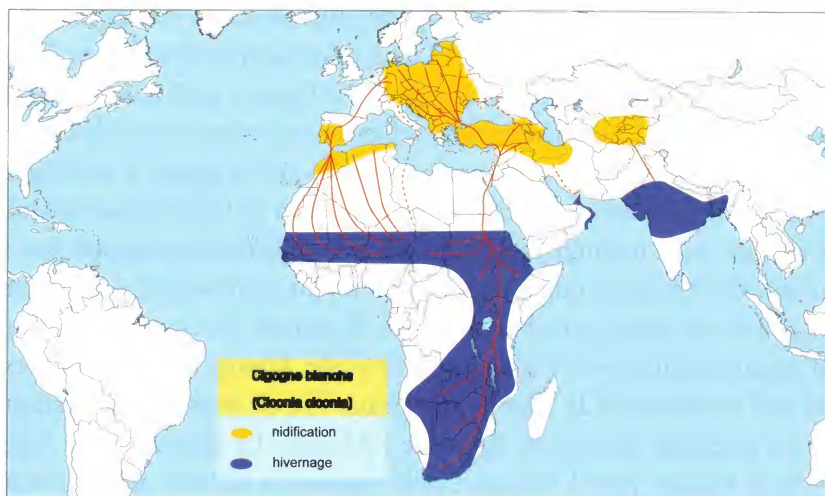 Cigogne blanche
(Ciconia ciconia)
nidification
hivernage